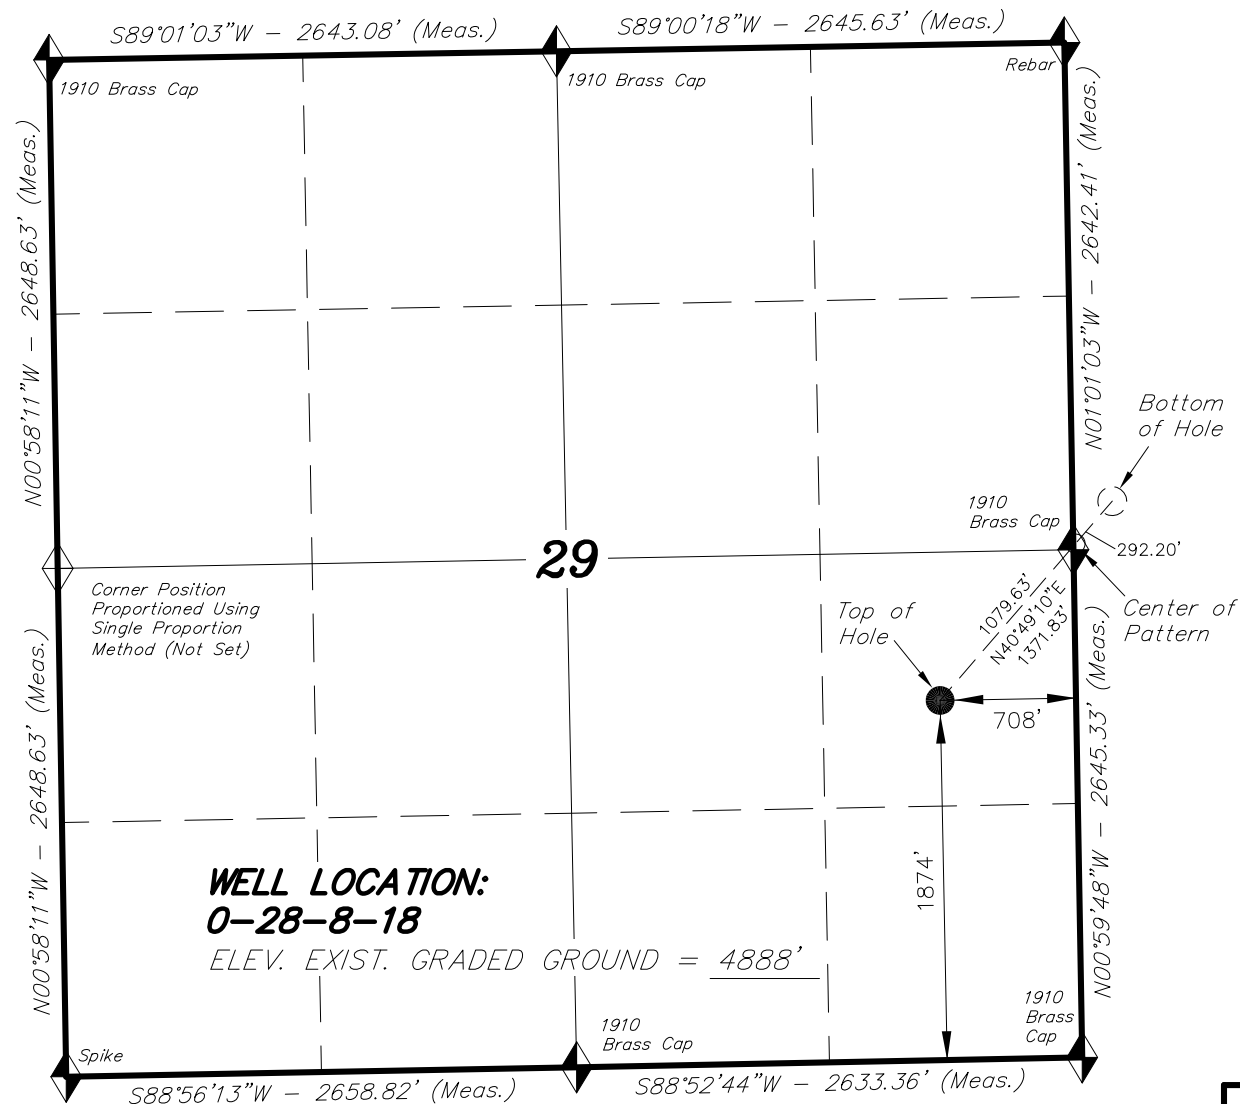 S89°01'03"W - 2643.08' (Meas.)
S89°00'18"W - 2645.63' (Meas.)
1910 Brass Cap
1910 Brass Cap
Rebar
N00°58'11"W - 2648.63' (Meas.)
N01°01'03"W - 2642.41' (Meas.)
Bottom
of Hole
1910
Brass Cap
29
292.20'
Corner Position
Proportioned Using
Single Proportion
Method (Not Set)
Top of
Hole
1079.63'
N40°49'10"E
1371.83'
Center of
Pattern
708'
N00°58'11"W - 2648.63' (Meas.)
N00°59'48"W - 2645.33' (Meas.)
1874'
WELL LOCATION:
O-28-8-18
ELEV. EXIST. GRADED GROUND = 4888'
1910
Brass
Cap
1910
Brass Cap
Spike
S88°56'13"W - 2658.82' (Meas.)
S88°52'44"W - 2633.36' (Meas.)